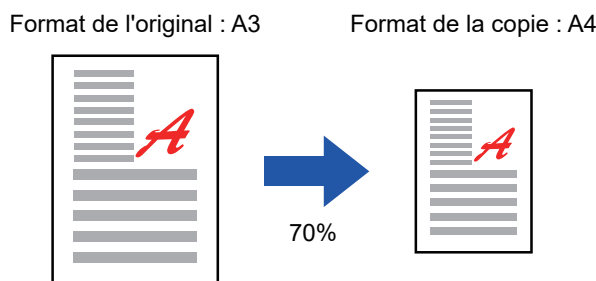 Format de l'original : A3
Format de la copie : A4
A
A
70%